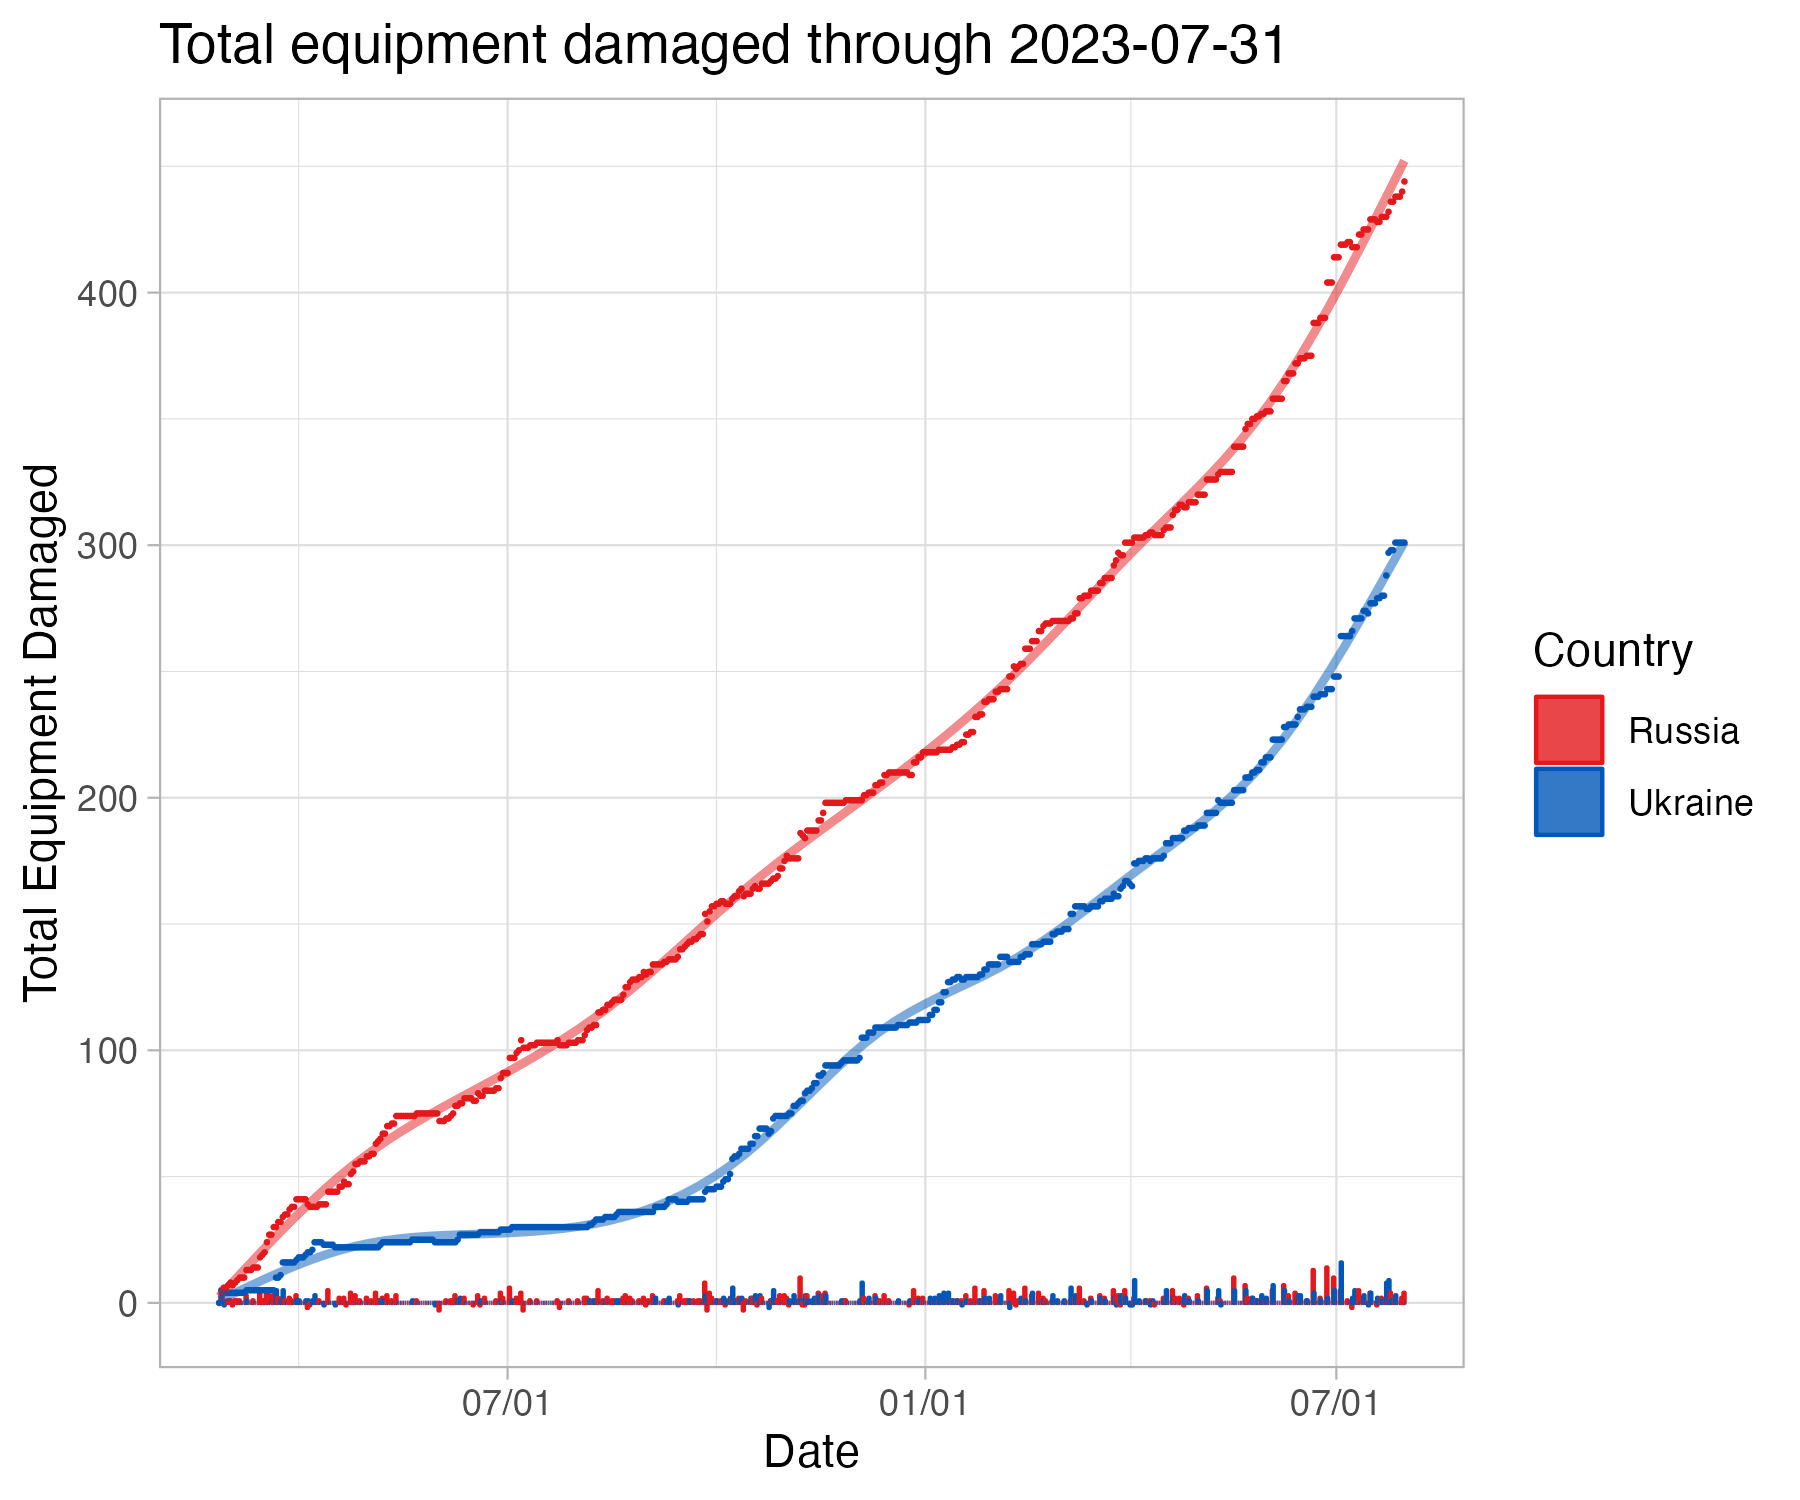 Total equipment damaged through 2023-07-31
Total Equipment Damaged
400
300
200
100
0
07/01
01/01
07/01
Date
Country
Russia
Ukraine